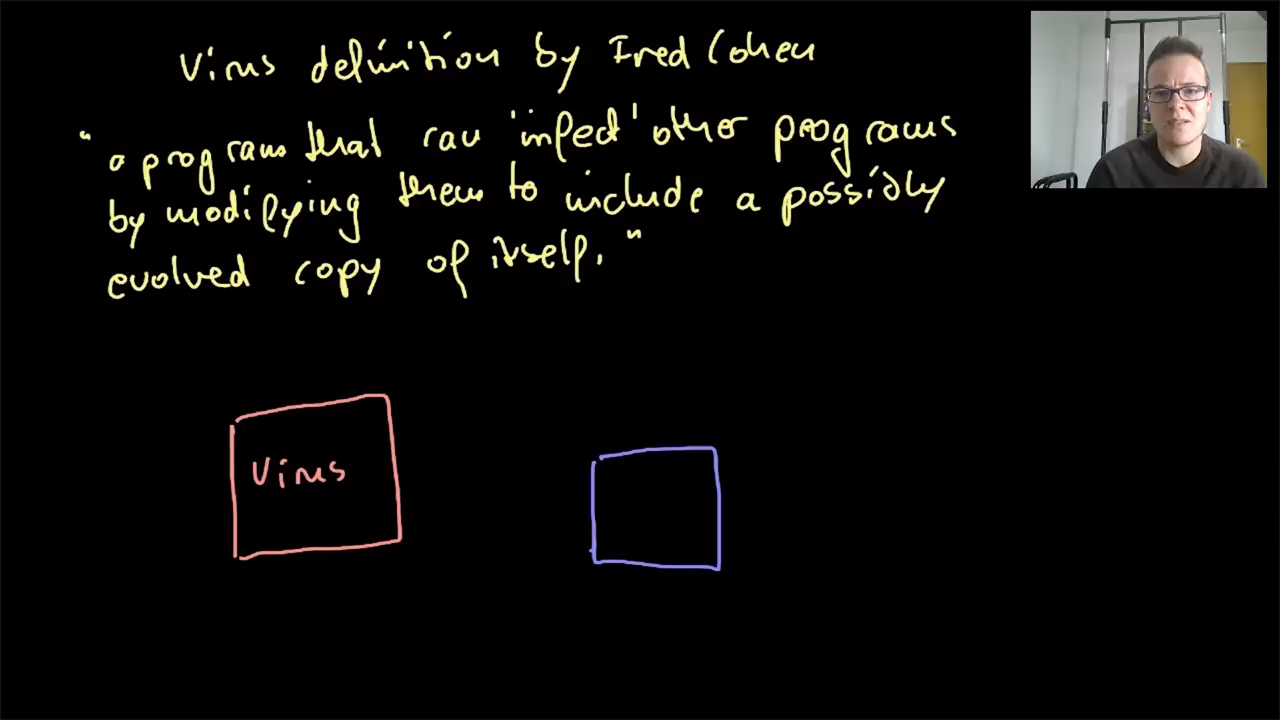 Virus definition by Fred Cohen
"a program that can 'infect' other programs
by modifying them to include a possibly
evolved copy of itself."
Virus